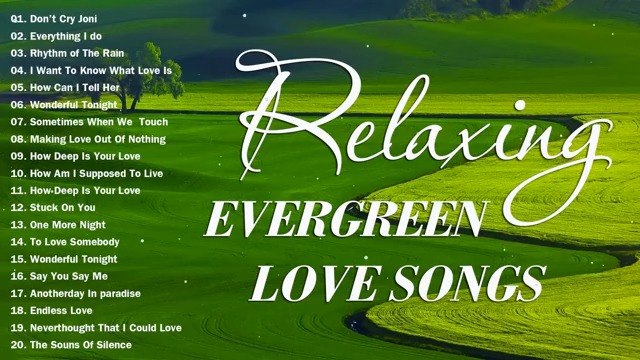 01. Don't Cry Joni
02. Everything I do
03. Rhythm of The Rain
04. I Want To Know What Love Is
05. How Can I Tell Her
06. Wonderful Tonight
07. Sometimes When We Touch
08. Making Love Out Of Nothing
09. How Deep Is Your Love
10. How Am I Supposed To Live
11. How-Deep Is Your Love
12. Stuck On You
13. One More Night
14. To Love Somebody
15. Wonderful Tonight
16. Say You Say Me
17. Anotherday In paradise
18. Endless Love
19. Neverthought That I Could Love
20. The Souns Of Silence
Relaxing
EVERGREEN
LOVE SONGS